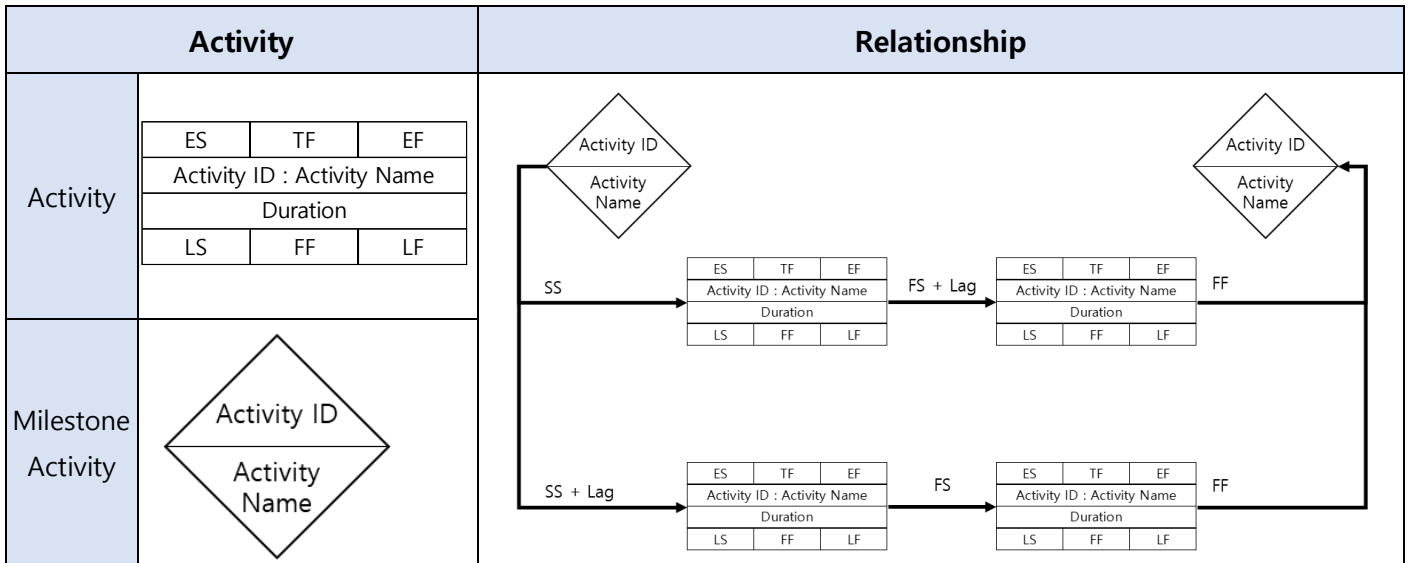 Activity
Relationship
Activity
ES TF EF
Activity ID : Activity Name
Duration
LS FF LF
Milestone
Activity
Activity ID
Activity
Name
Activity ID
Activity
Name
Activity ID
Activity
Name
SS
ES TF EF
Activity ID : Activity Name
Duration
LS FF LF
FS + Lag
ES TF EF
Activity ID : Activity Name
Duration
LS FF LF
FF
SS + Lag
ES TF EF
Activity ID : Activity Name
Duration
LS FF LF
FS
ES TF EF
Activity ID : Activity Name
Duration
LS FF LF
FF